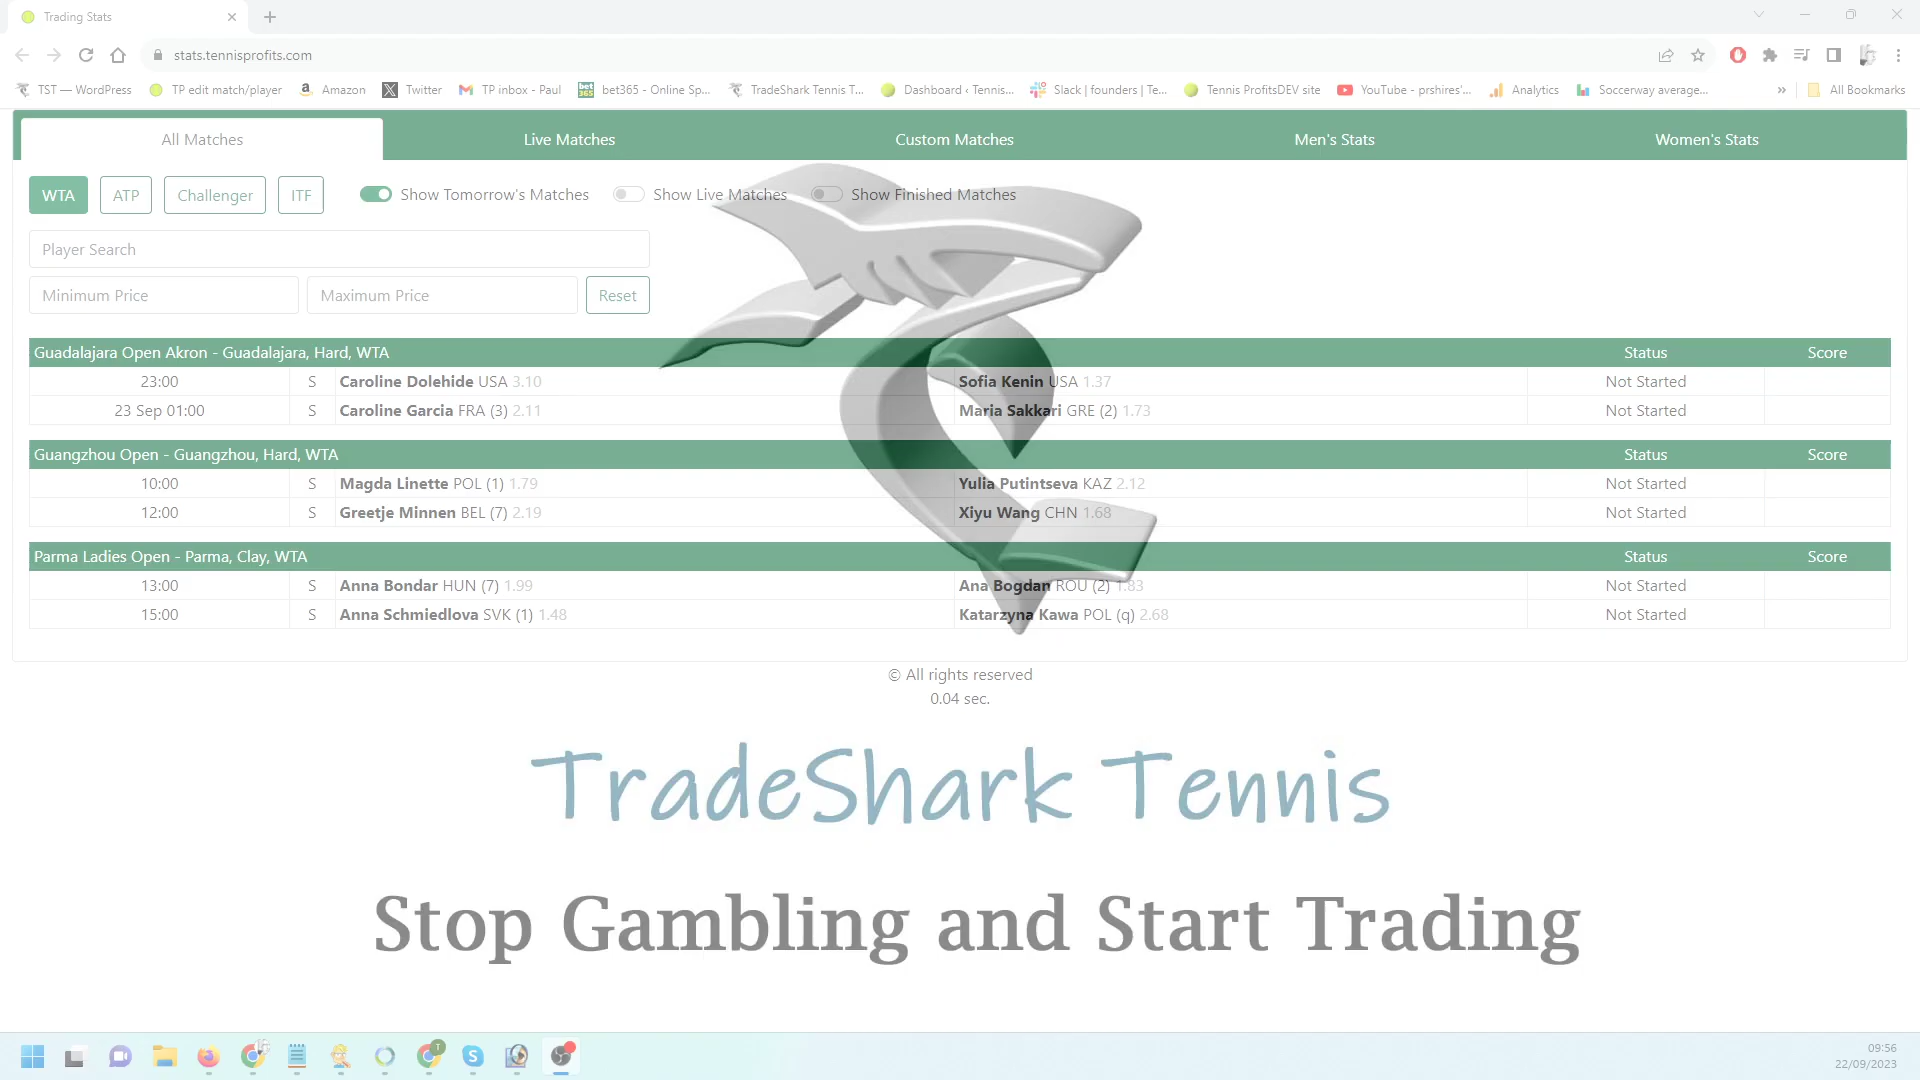 Trading Stats
stats.tennisprofits.com
TST — WordPress TP edit match/player Amazon Twitter TP inbox - Paul bet365 - Online Sp... TradeShark Tennis T... Dashboard ‹ Tennis... Slack | founders | Te... Tennis ProfitsDEV site YouTube - prshires'... Analytics Soccerway average... » All Bookmarks
All Matches Live Matches Custom Matches Men's Stats Women's Stats
WTA ATP Challenger ITF Show Tomorrow's Matches Show Live Matches Show Finished Matches
Player Search
Minimum Price Maximum Price Reset
Guadalajara Open Akron - Guadalajara, Hard, WTA Status Score
23:00 S Caroline Dolehide USA 3.10 Sofia Kenin USA 1.37 Not Started
23 Sep 01:00 S Caroline Garcia FRA (3) 2.11 Maria Sakkari GRE (2) 1.73 Not Started
Guangzhou Open - Guangzhou, Hard, WTA Status Score
10:00 S Magda Linette POL (1) 1.79 Yulia Putintseva KAZ 2.12 Not Started
12:00 S Greetje Minnen BEL (7) 2.19 Xiyu Wang CHN 1.68 Not Started
Parma Ladies Open - Parma, Clay, WTA Status Score
13:00 S Anna Bondar HUN (7) 1.99 Ana Bogdan ROU (2) 1.83 Not Started
15:00 S Anna Schmiedlova SVK (1) 1.48 Katarzyna Kawa POL (q) 2.68 Not Started
© All rights reserved
0.04 sec.
TradeShark Tennis
Stop Gambling and Start Trading
09:56
22/09/2023